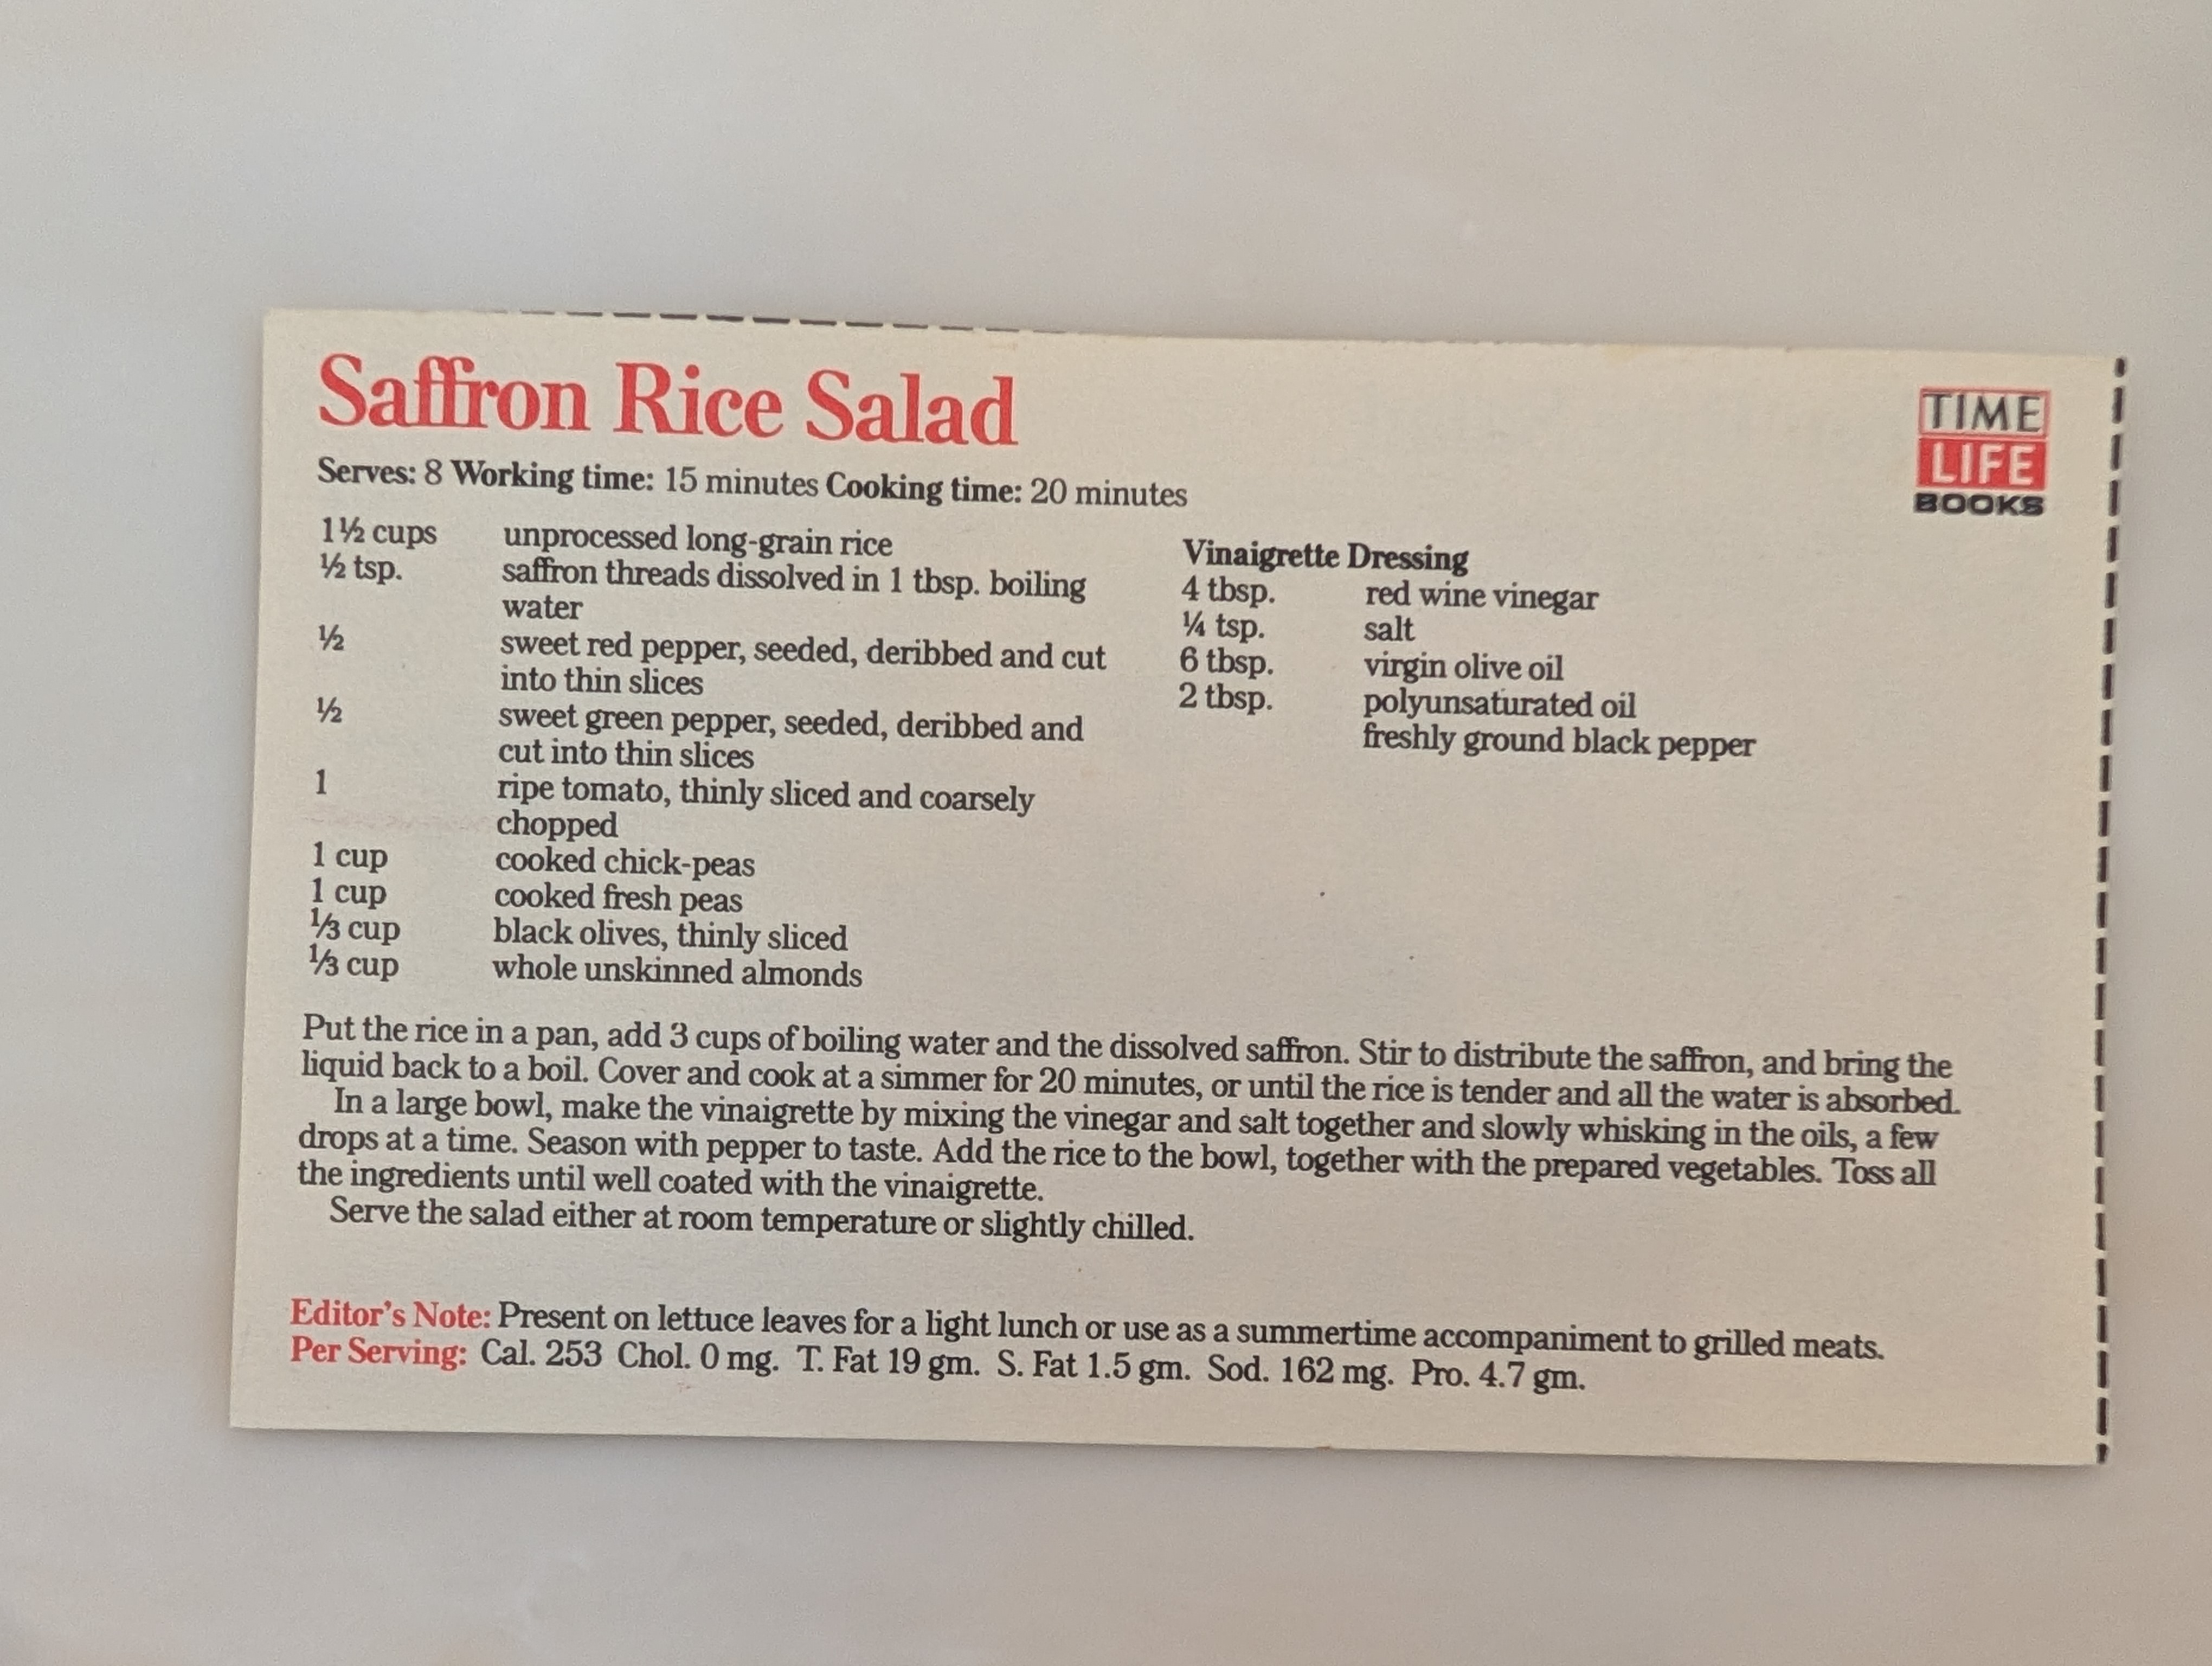 Saffron Rice Salad
TIME
LIFE
BOOKS
Serves: 8 Working time: 15 minutes Cooking time: 20 minutes
1½ cups unprocessed long-grain rice
½ tsp. saffron threads dissolved in 1 tbsp. boiling
water
½ sweet red pepper, seeded, deribbed and cut
into thin slices
½ sweet green pepper, seeded, deribbed and
cut into thin slices
1 ripe tomato, thinly sliced and coarsely
chopped
1 cup cooked chick-peas
1 cup cooked fresh peas
⅓ cup black olives, thinly sliced
⅓ cup whole unskinned almonds
Vinaigrette Dressing
4 tbsp. red wine vinegar
¼ tsp. salt
6 tbsp. virgin olive oil
2 tbsp. polyunsaturated oil
freshly ground black pepper
Put the rice in a pan, add 3 cups of boiling water and the dissolved saffron. Stir to distribute the saffron, and bring the
liquid back to a boil. Cover and cook at a simmer for 20 minutes, or until the rice is tender and all the water is absorbed.
In a large bowl, make the vinaigrette by mixing the vinegar and salt together and slowly whisking in the oils, a few
drops at a time. Season with pepper to taste. Add the rice to the bowl, together with the prepared vegetables. Toss all
the ingredients until well coated with the vinaigrette.
Serve the salad either at room temperature or slightly chilled.
Editor's Note: Present on lettuce leaves for a light lunch or use as a summertime accompaniment to grilled meats.
Per Serving: Cal. 253 Chol. 0 mg. T. Fat 19 gm. S. Fat 1.5 gm. Sod. 162 mg. Pro. 4.7 gm.